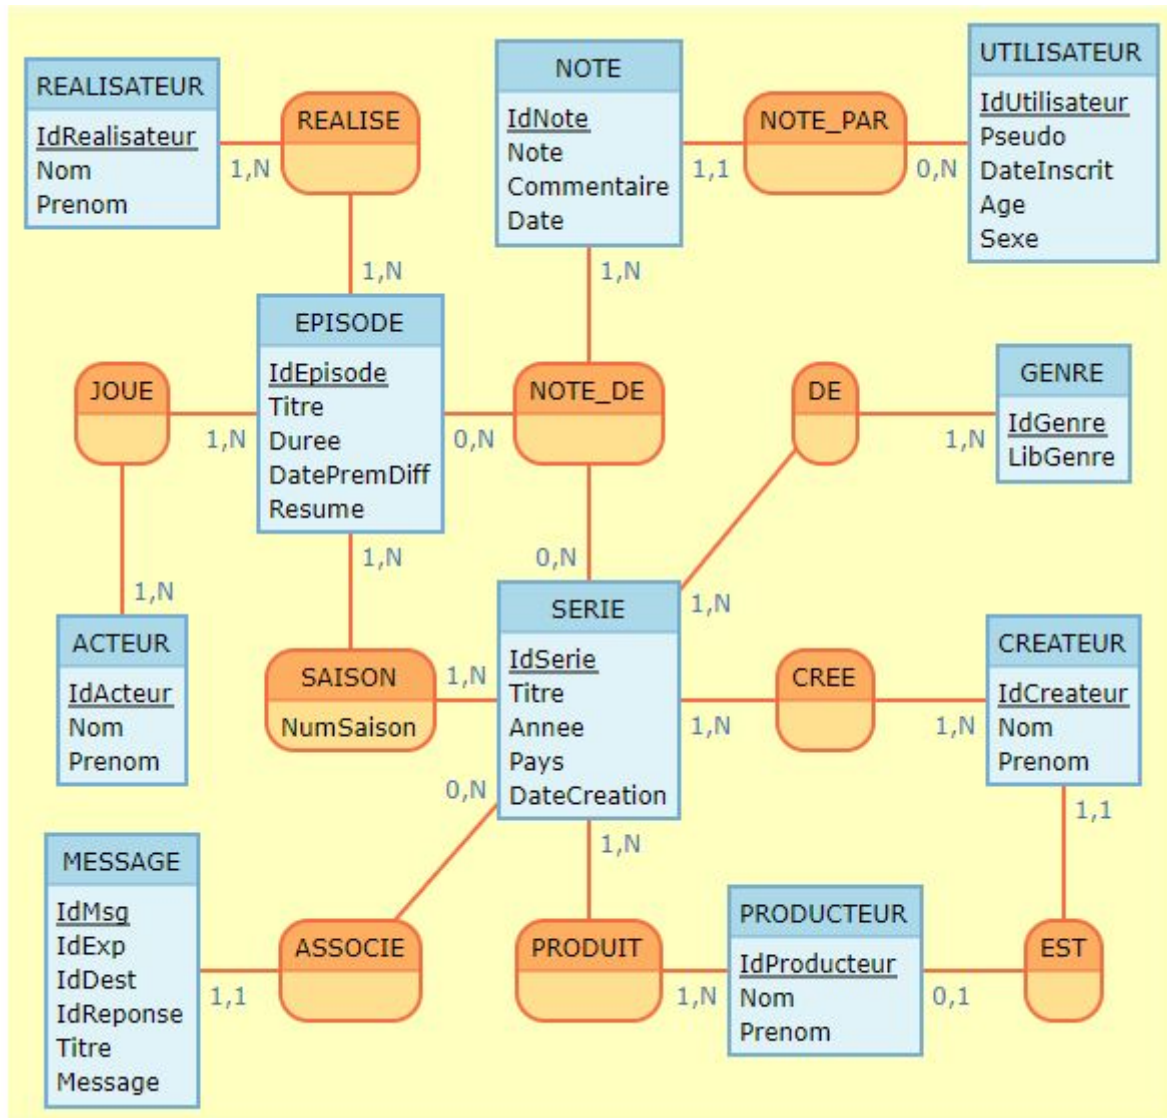 REALISATEUR
IdRealisateur
Nom
Prenom
1,N
REALISE
1,N
NOTE
IdNote
Note
Commentaire
Date
1,1
1,N
NOTE_PAR
0,N
UTILISATEUR
IdUtilisateur
Pseudo
DateInscrit
Age
Sexe
JOUE
1,N
1,N
EPISODE
IdEpisode
Titre
Duree
DatePremDiff
Resume
0,N
1,N
NOTE_DE
0,N
DE
1,N
1,N
GENRE
IdGenre
LibGenre
ACTEUR
IdActeur
Nom
Prenom
SAISON
NumSaison
1,N
SERIE
IdSerie
Titre
Annee
Pays
DateCreation
1,N
CREE
1,N
CREATEUR
IdCreateur
Nom
Prenom
1,1
0,N
1,N
MESSAGE
IdMsg
IdExp
IdDest
IdReponse
Titre
Message
1,1
ASSOCIE
PRODUIT
1,N
PRODUCTEUR
IdProducteur
Nom
Prenom
0,1
EST